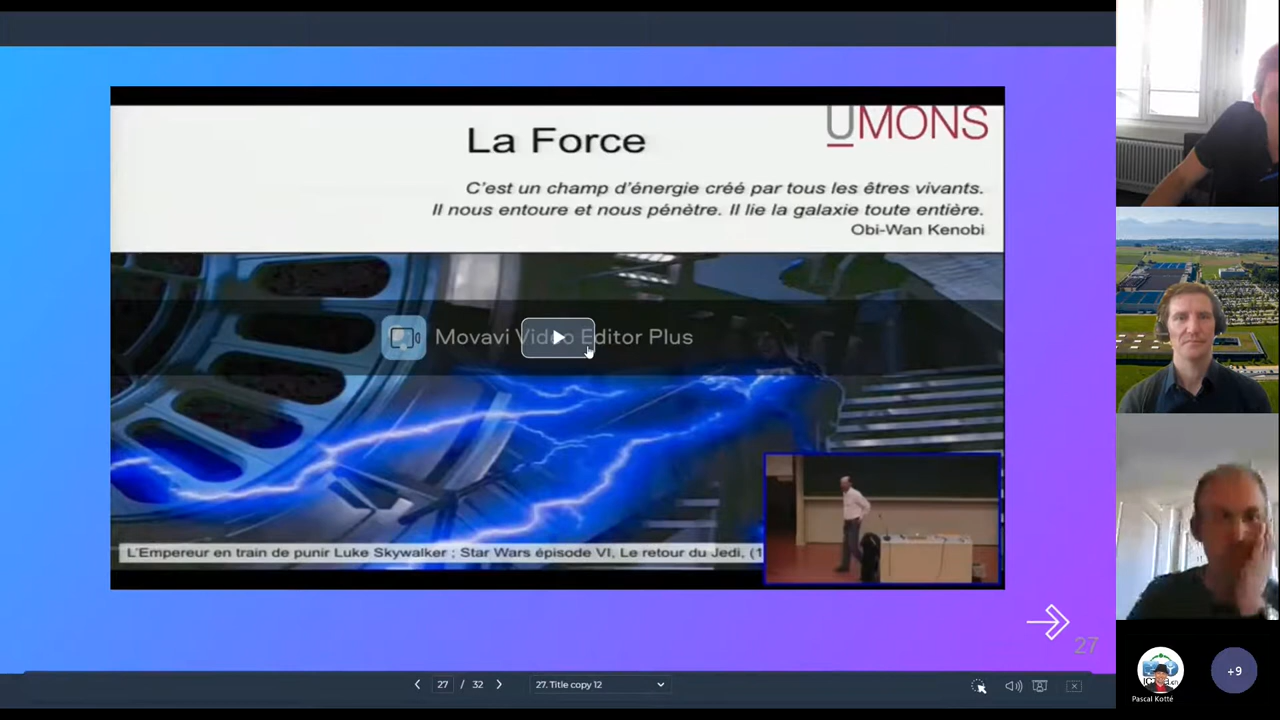 La Force
UMONS
C'est un champ d'énergie créé par tous les êtres vivants.
Il nous entoure et nous pénètre. Il lie la galaxie toute entière.
Obi-Wan Kenobi
Movavi Video Editor Plus
L'Empereur en train de punir Luke Skywalker ; Star Wars épisode VI, Le retour du Jedi, (1
27
27 / 32
27. Title copy 12
Pascal Kotté
+9